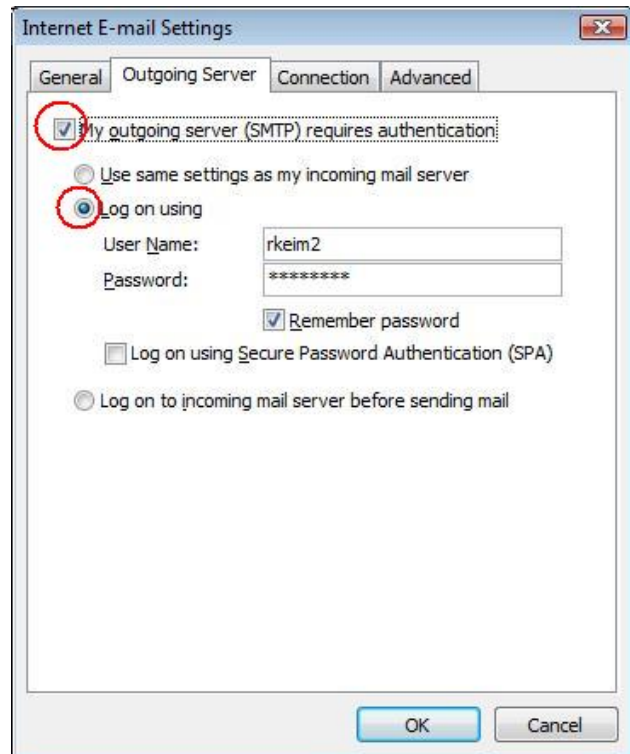 Internet E-mail Settings
General Outgoing Server Connection Advanced
My outgoing server (SMTP) requires authentication
Use same settings as my incoming mail server
Log on using
User Name: rkeim2
Password: ********
Remember password
Log on using Secure Password Authentication (SPA)
Log on to incoming mail server before sending mail
OK Cancel